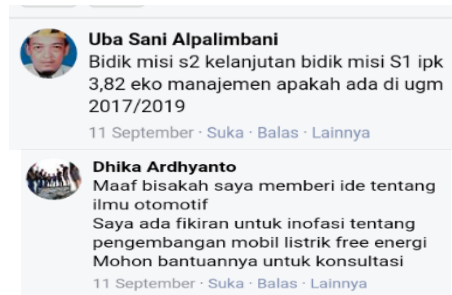 Uba Sani Alpalimbani
Bidik misi s2 kelanjutan bidik misi S1 ipk
3,82 eko manajemen apakah ada di ugm
2017/2019
11 September · Suka · Balas · Lainnya
Dhika Ardhyanto
Maaf bisakah saya memberi ide tentang
ilmu otomotif
Saya ada fikiran untuk inofasi tentang
pengembangan mobil listrik free energi
Mohon bantuannya untuk konsultasi
11 September · Suka · Balas · Lainnya